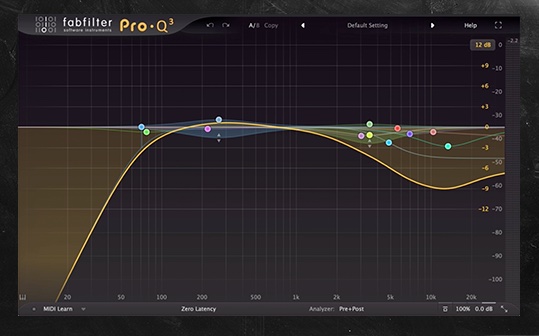 fabfilter
software instruments
Pro·Q³
A/B Copy
Default Setting
Help
12 dB
-2.2
0
+9
-10
+6
-20
+3
-30
0
-40
-3
-50
-6
-60
-9
-12
-70
-80
-90
-100
20
50
100
200
500
1k
2k
5k
10k
20k
MIDI Learn
Zero Latency
Analyzer: Pre+Post
100%
0.0 dB